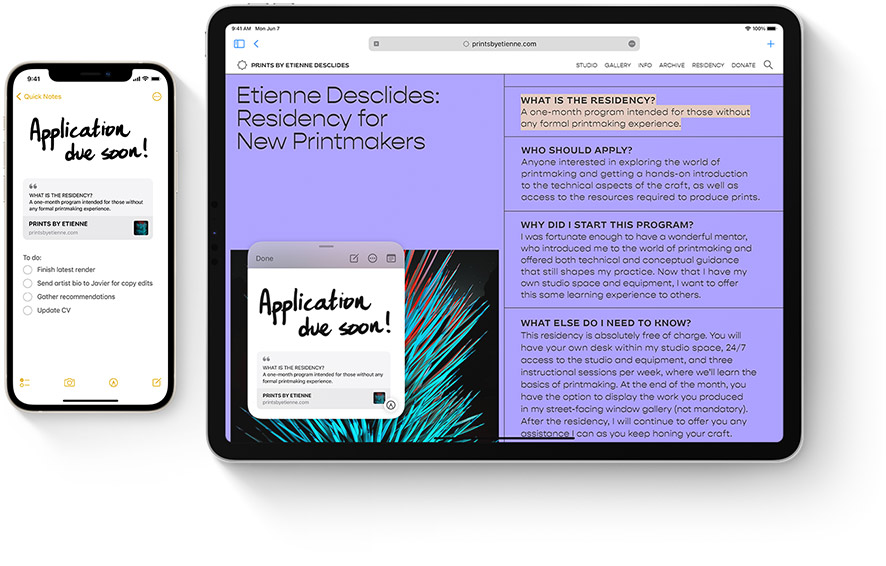 9:41
Quick Notes
Application
due soon!
WHAT IS THE RESIDENCY?
A one-month program intended for those without
any formal printmaking experience.
PRINTS BY ETIENNE
printsbyetienne.com
To do:
Finish latest render
Send artist bio to Javier for copy edits
Gather recommendations
Update CV
9:41 AM Mon Jun 7
100%
printsbyetienne.com
PRINTS BY ETIENNE DESCLIDES
STUDIO GALLERY INFO ARCHIVE RESIDENCY DONATE
Etienne Desclides:
Residency for
New Printmakers
Done
Application
due soon!
WHAT IS THE RESIDENCY?
A one-month program intended for those without any
formal printmaking experience.
PRINTS BY ETIENNE
printsbyetienne.com
WHAT IS THE RESIDENCY?
A one-month program intended for those without
any formal printmaking experience.
WHO SHOULD APPLY?
Anyone interested in exploring the world of
printmaking and getting a hands-on introduction
to the technical aspects of the craft, as well as
access to the resources required to produce prints.
WHY DID I START THIS PROGRAM?
I was fortunate enough to have a wonderful mentor,
who introduced me to the world of printmaking and
offered both technical and conceptual guidance
that still shapes my practice. Now that I have my
own studio space and equipment, I want to offer
this same learning experience to others.
WHAT ELSE DO I NEED TO KNOW?
This residency is absolutely free of charge. You will
have your own desk within my studio space, 24/7
access to the studio and equipment, and three
instructional sessions per week, where we'll learn the
basics of printmaking. At the end of the month, you
have the option to display the work you produced
in my street-facing window gallery (not mandatory).
After the residency, I will continue to offer you any
assistance I can as you keep honing your craft.